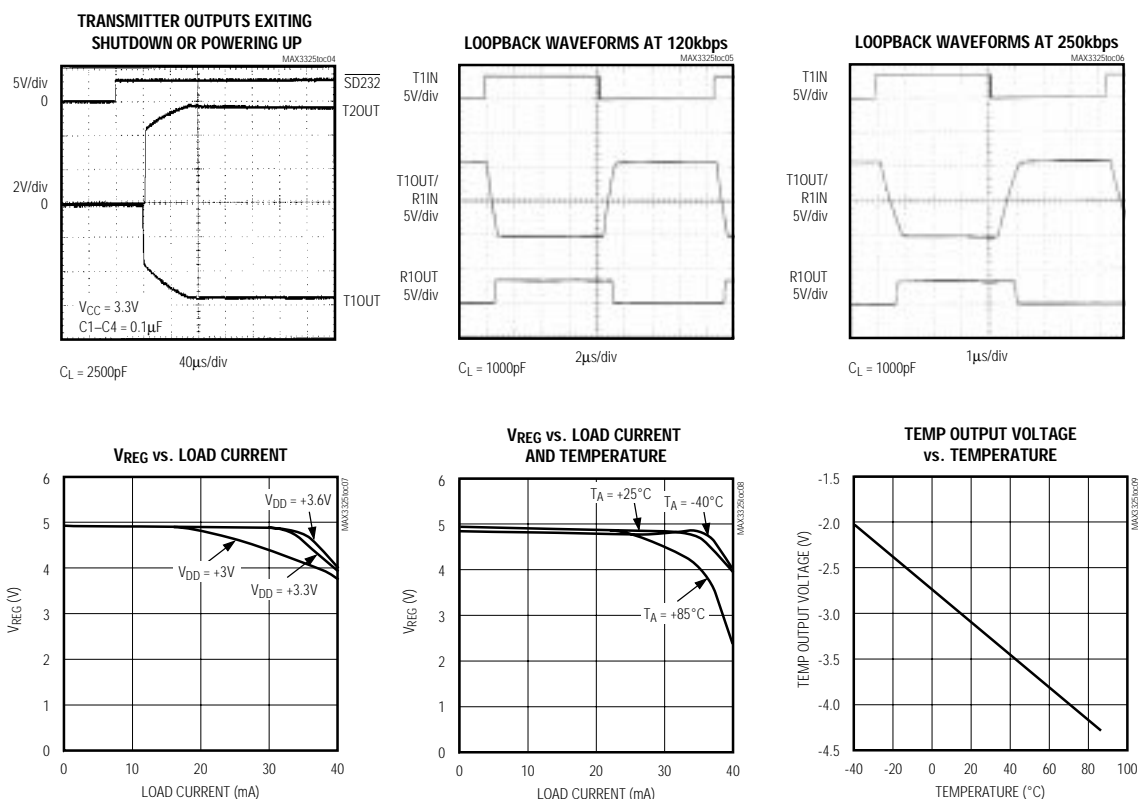 TRANSMITTER OUTPUTS EXITING
SHUTDOWN OR POWERING UP
MAX3325toc04
5V/div
0
SD232
T2OUT
2V/div
0
VCC = 3.3V
C1–C4 = 0.1µF
T1OUT
40µs/div
CL = 2500pF
LOOPBACK WAVEFORMS AT 120kbps
MAX3325toc05
T1IN
5V/div
T1OUT/
R1IN
5V/div
R1OUT
5V/div
2µs/div
CL = 1000pF
LOOPBACK WAVEFORMS AT 250kbps
MAX3325toc06
T1IN
5V/div
T1OUT/
R1IN
5V/div
R1OUT
5V/div
1µs/div
CL = 1000pF
VREG vs. LOAD CURRENT
MAX3325toc07
VREG (V)
6
5
4
3
2
1
0
VDD = +3.6V
VDD = +3V
VDD = +3.3V
0 10 20 30 40
LOAD CURRENT (mA)
VREG vs. LOAD CURRENT
AND TEMPERATURE
MAX3325toc08
VREG (V)
6
5
4
3
2
1
0
TA = +25°C
TA = -40°C
TA = +85°C
0 10 20 30 40
LOAD CURRENT (mA)
TEMP OUTPUT VOLTAGE
vs. TEMPERATURE
MAX3325toc09
TEMP OUTPUT VOLTAGE (V)
-1.5
-2.0
-2.5
-3.0
-3.5
-4.0
-4.5
-40 -20 0 20 40 60 80 100
TEMPERATURE (°C)